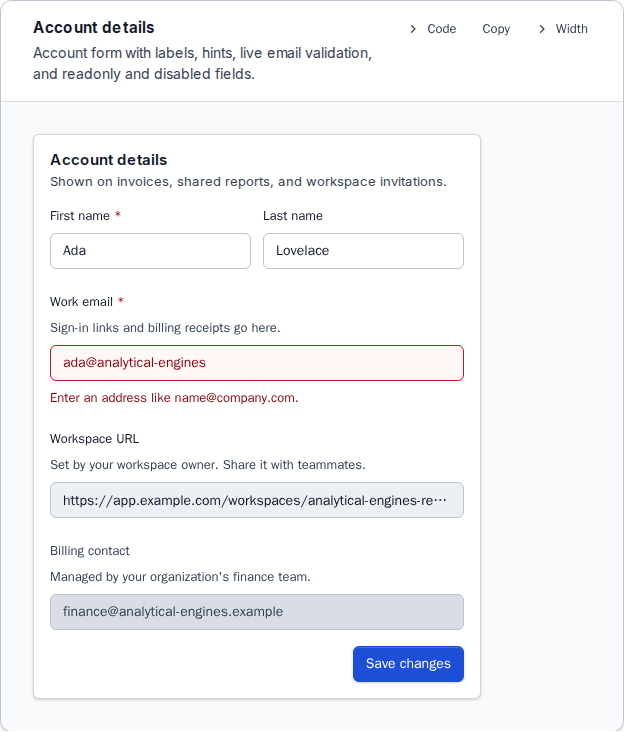 Account details
Code Copy Width
Account form with labels, hints, live email validation,
and readonly and disabled fields.
Account details
Shown on invoices, shared reports, and workspace invitations.
First name * Last name
Ada Lovelace
Work email *
Sign-in links and billing receipts go here.
ada@analytical-engines
Enter an address like name@company.com.
Workspace URL
Set by your workspace owner. Share it with teammates.
https://app.example.com/workspaces/analytical-engines-re···
Billing contact
Managed by your organization's finance team.
finance@analytical-engines.example
Save changes